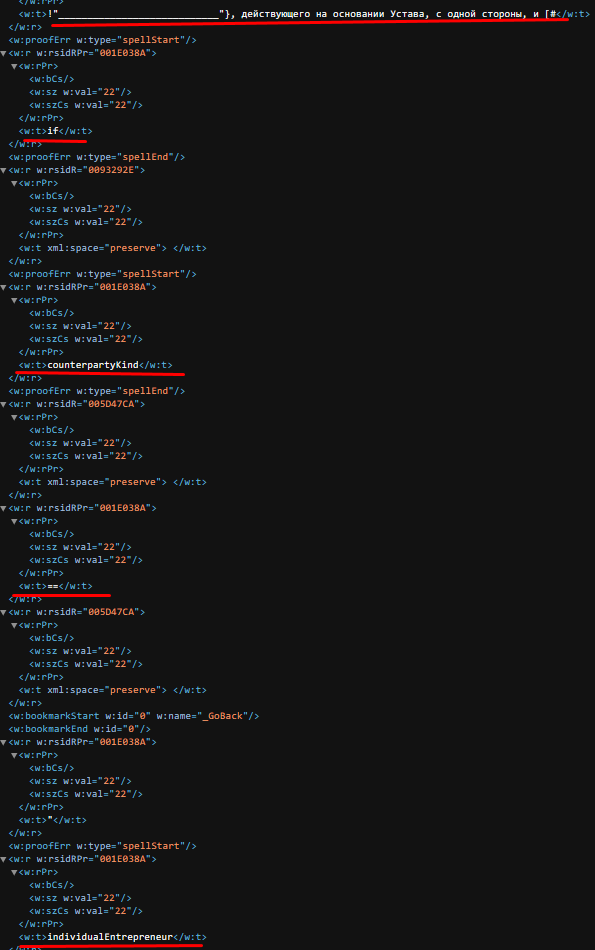 </w:rPr>
<w:t>!"____________________________"}, действующего на основании Устава, с одной стороны, и [#</w:t>
</w:r>
<w:proofErr w:type="spellStart"/>
<w:r w:rsidRPr="001E038A">
<w:rPr>
<w:bCs/>
<w:sz w:val="22"/>
<w:szCs w:val="22"/>
</w:rPr>
<w:t>if</w:t>
</w:r>
<w:proofErr w:type="spellEnd"/>
<w:r w:rsidR="0093292E">
<w:rPr>
<w:bCs/>
<w:sz w:val="22"/>
<w:szCs w:val="22"/>
</w:rPr>
<w:t xml:space="preserve"> </w:t>
</w:r>
<w:proofErr w:type="spellStart"/>
<w:r w:rsidRPr="001E038A">
<w:rPr>
<w:bCs/>
<w:sz w:val="22"/>
<w:szCs w:val="22"/>
</w:rPr>
<w:t>counterpartyKind</w:t>
</w:r>
<w:proofErr w:type="spellEnd"/>
<w:r w:rsidR="005D47CA">
<w:rPr>
<w:bCs/>
<w:sz w:val="22"/>
<w:szCs w:val="22"/>
</w:rPr>
<w:t xml:space="preserve"> </w:t>
</w:r>
<w:r w:rsidRPr="001E038A">
<w:rPr>
<w:bCs/>
<w:sz w:val="22"/>
<w:szCs w:val="22"/>
</w:rPr>
<w:t>==</w:t>
</w:r>
<w:r w:rsidR="005D47CA">
<w:rPr>
<w:bCs/>
<w:sz w:val="22"/>
<w:szCs w:val="22"/>
</w:rPr>
<w:t xml:space="preserve"> </w:t>
</w:r>
<w:bookmarkStart w:id="0" w:name="_GoBack"/>
<w:bookmarkEnd w:id="0"/>
<w:r w:rsidRPr="001E038A">
<w:rPr>
<w:bCs/>
<w:sz w:val="22"/>
<w:szCs w:val="22"/>
</w:rPr>
<w:t>"</w:t>
</w:r>
<w:proofErr w:type="spellStart"/>
<w:r w:rsidRPr="001E038A">
<w:rPr>
<w:bCs/>
<w:sz w:val="22"/>
<w:szCs w:val="22"/>
</w:rPr>
<w:t>individualEntrepreneur</w:t>
</w:r>